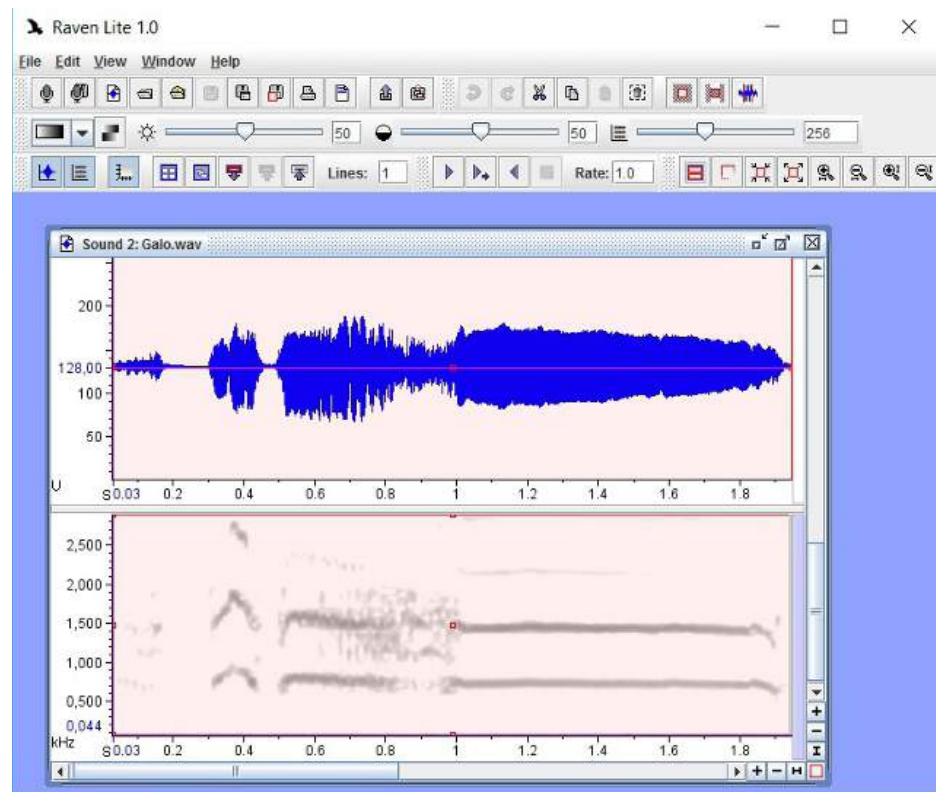 Raven Lite 1.0
File Edit View Window Help
50 50 256
Lines: 1 Rate: 1.0
Sound 2: Galo.wav
200
128,00
100
50
U
S0.03 0.2 0.4 0.6 0.8 1 1.2 1.4 1.6 1.8
2,500
2,000
1,500
1,000
0,500
0,044
kHz
S0.03 0.2 0.4 0.6 0.8 1 1.2 1.4 1.6 1.8